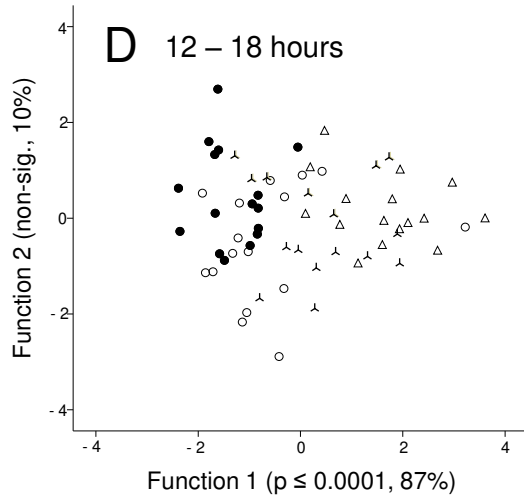 D 12 – 18 hours
4
2
0
- 2
- 4
Function 2 (non-sig., 10%)
- 4 - 2 0 2 4
Function 1 (p ≤ 0.0001, 87%)